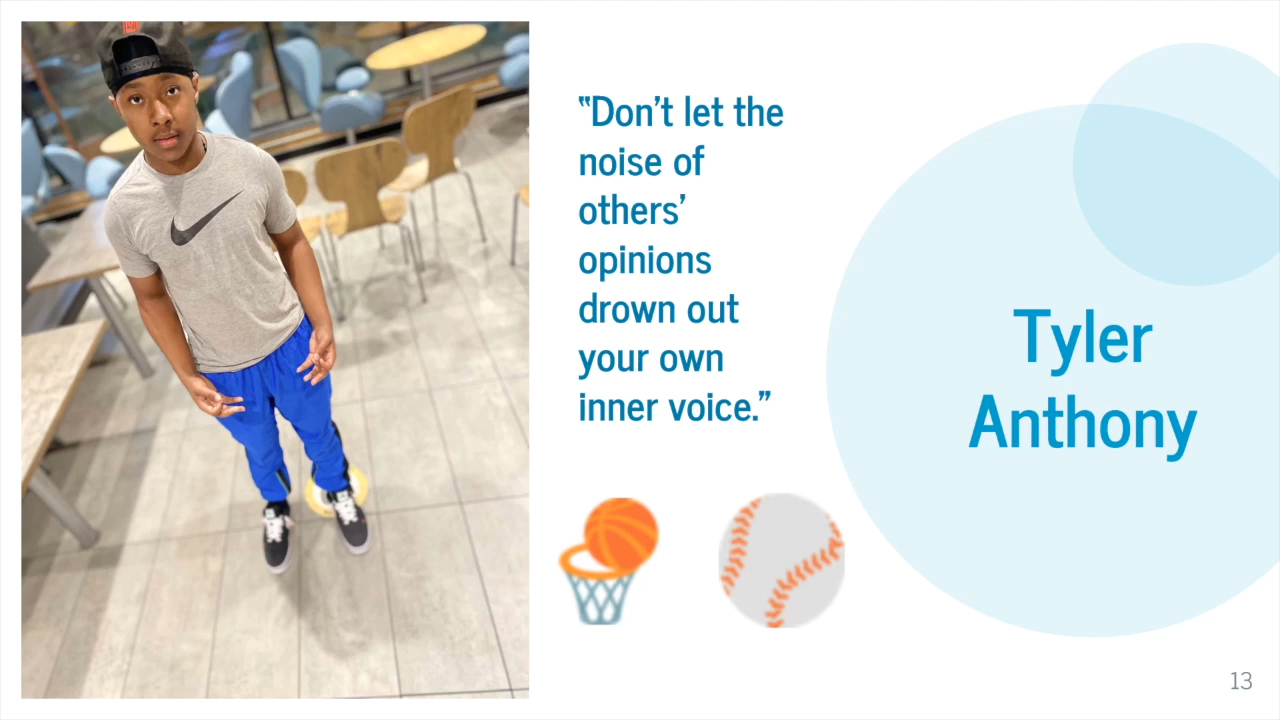 “Don’t let the
noise of
others’
opinions
drown out
your own
inner voice.”
Tyler
Anthony
13